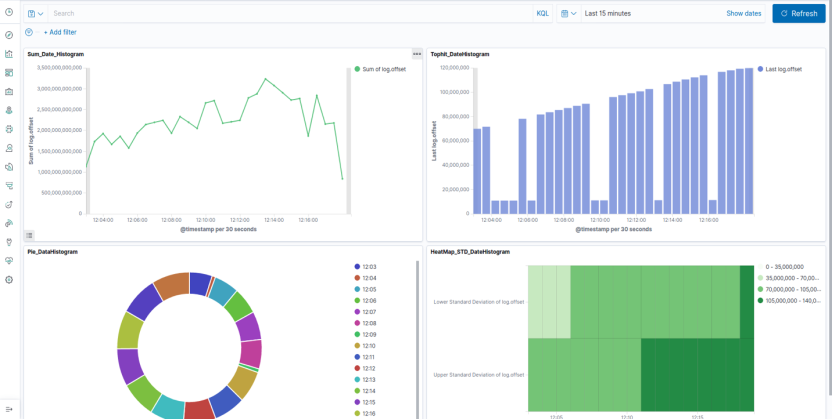 Search
KQL
Last 15 minutes
Show dates
Refresh
+ Add filter
Sum_Date_Histogram
Sum of log.offset
3,500,000,000,000
3,000,000,000,000
2,500,000,000,000
2,000,000,000,000
1,500,000,000,000
1,000,000,000,000
500,000,000,000
0
12:04:00 12:06:00 12:08:00 12:10:00 12:12:00 12:14:00 12:16:00
@timestamp per 30 seconds
Sum of log.offset
Tophit_DateHistogram
Last log.offset
120,000,000
100,000,000
80,000,000
60,000,000
40,000,000
20,000,000
0
12:04:00 12:06:00 12:08:00 12:10:00 12:12:00 12:14:00 12:16:00
@timestamp per 30 seconds
Last log.offset
Pie_DataHistogram
12:03
12:04
12:05
12:06
12:07
12:08
12:09
12:10
12:11
12:12
12:13
12:14
12:15
12:16
HeatMap_STD_DateHistogram
Lower Standard Deviation of log.offset
Upper Standard Deviation of log.offset
12:05 12:10 12:15
0 - 35,000,000
35,000,000 - 70,00...
70,000,000 - 105,0...
105,000,000 - 140,0...